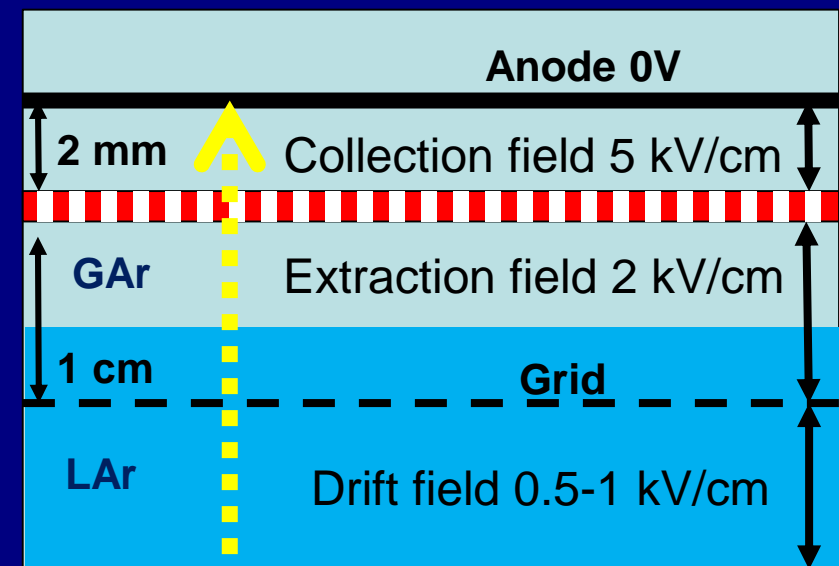 Anode 0V
2 mm
Collection field 5 kV/cm
GAr
Extraction field 2 kV/cm
1 cm
Grid
LAr
Drift field 0.5-1 kV/cm